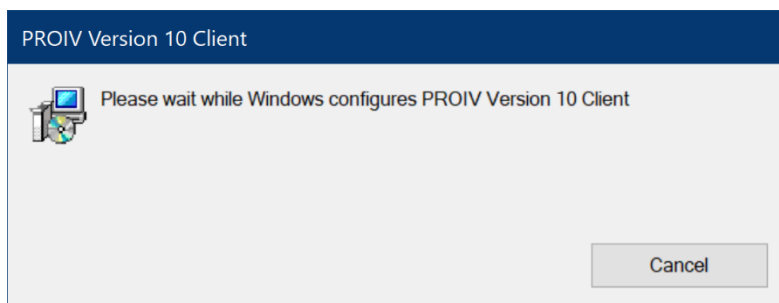 PROIV Version 10 Client
Please wait while Windows configures PROIV Version 10 Client
Cancel